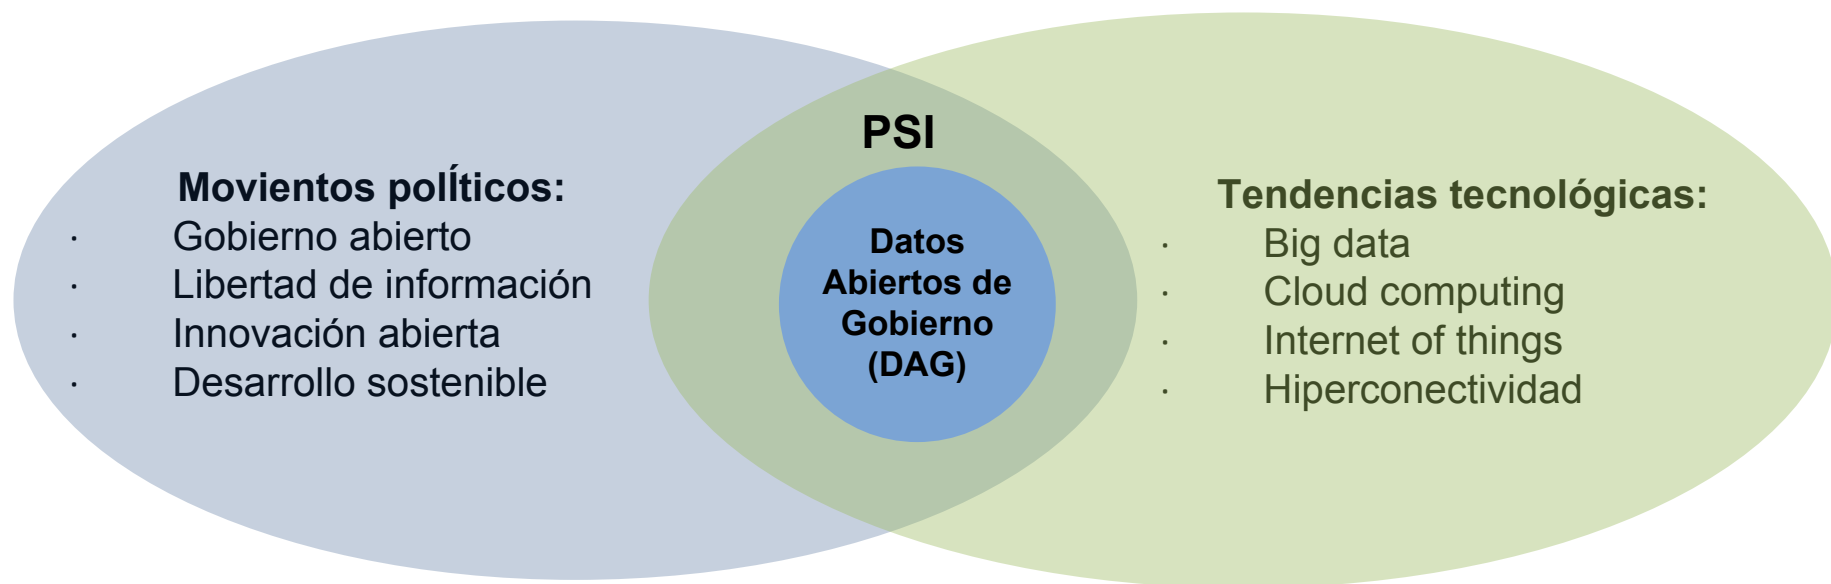 PSI
Movientos polÍticos:
· Gobierno abierto
· Libertad de información
· Innovación abierta
· Desarrollo sostenible
Datos
Abiertos de
Gobierno
(DAG)
Tendencias tecnológicas:
· Big data
· Cloud computing
· Internet of things
· Hiperconectividad